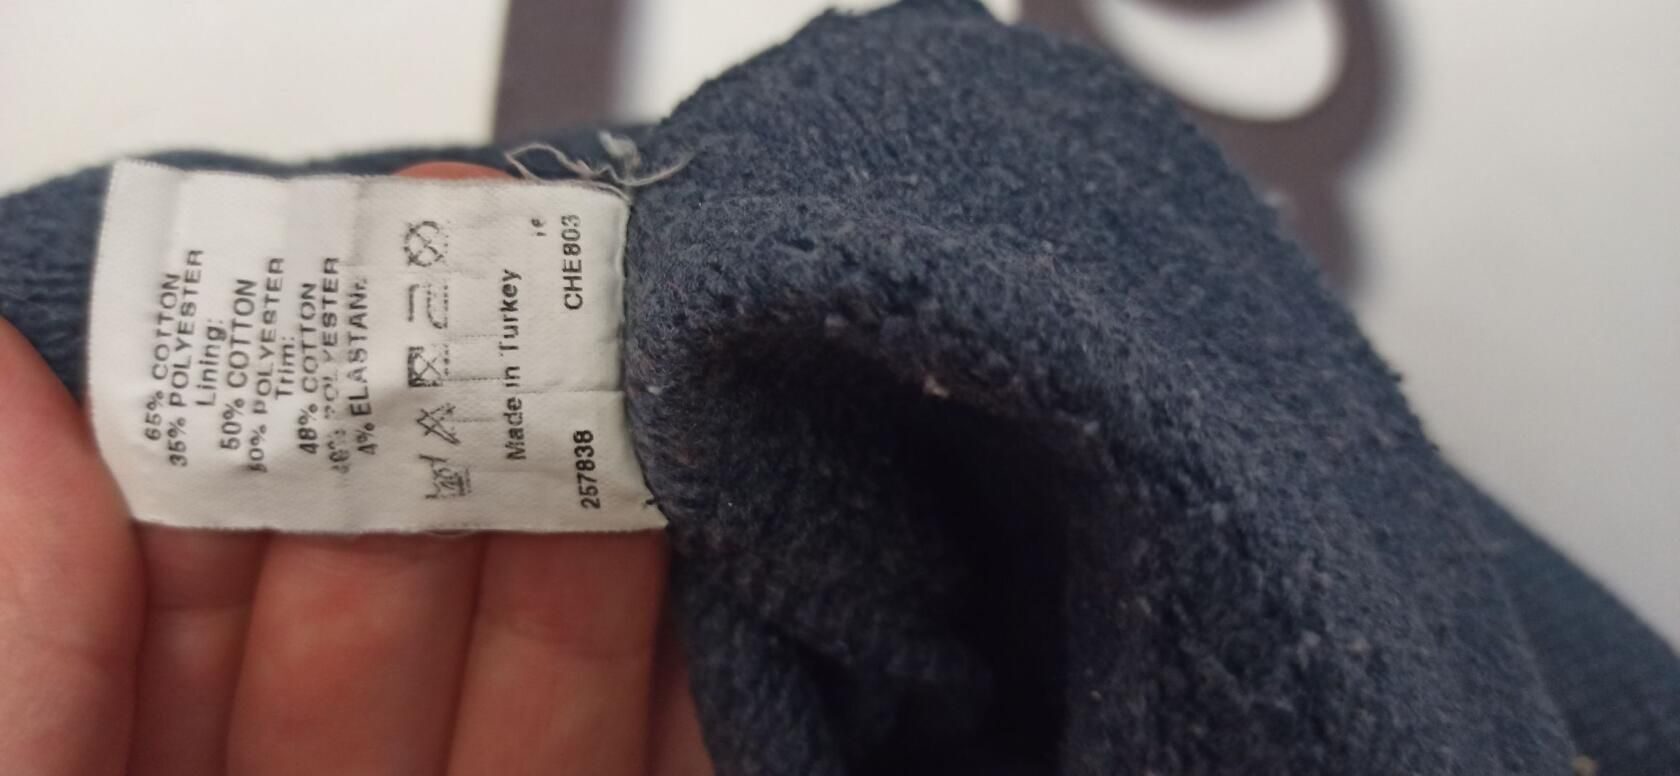 65% COTTON
35% POLYESTER
Lining:
50% COTTON
50% POLYESTER
Trim:
48% COTTON
48% POLYESTER
4% ELASTANE
Made in Turkey
257838 CHE803